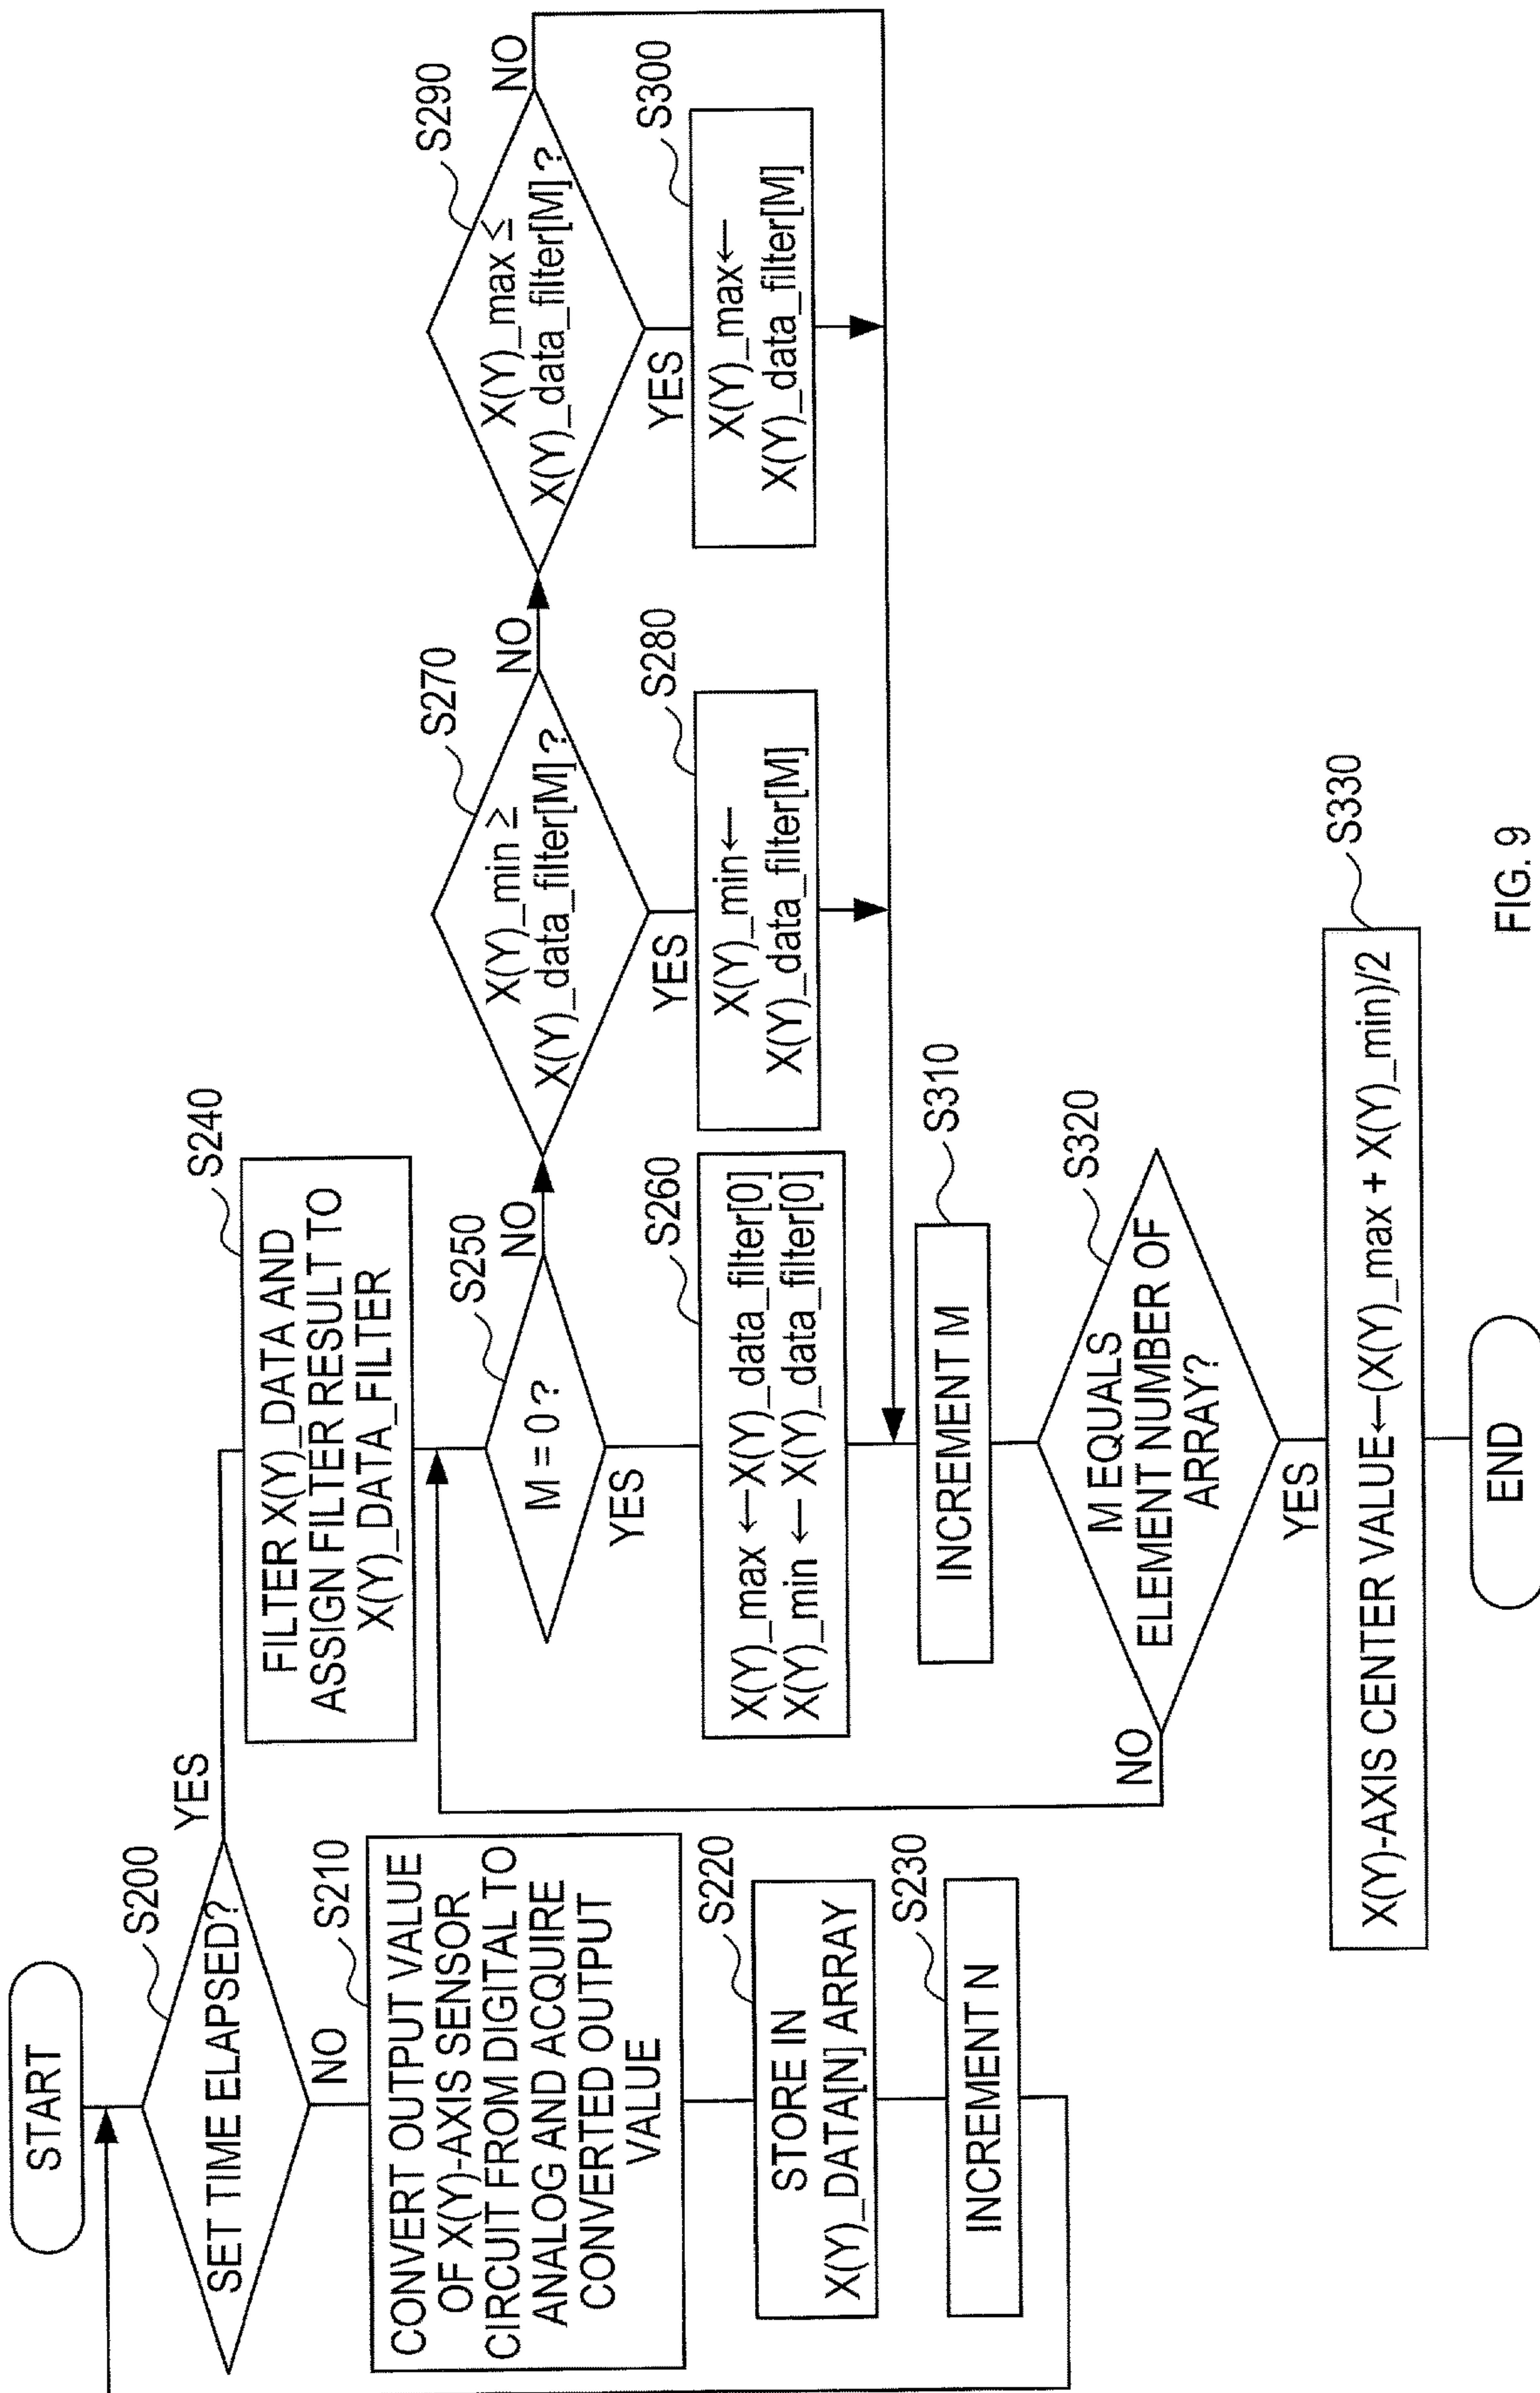 START
S200
SET TIME ELAPSED?
YES
NO
S210
CONVERT OUTPUT VALUE
OF X(Y)-AXIS SENSOR
CIRCUIT FROM DIGITAL TO
ANALOG AND ACQUIRE
CONVERTED OUTPUT
VALUE
S220
STORE IN
X(Y)_DATA[N] ARRAY
S230
INCREMENT N
S240
FILTER X(Y)_DATA AND
ASSIGN FILTER RESULT TO
X(Y)_DATA_FILTER
S250
M = 0 ?
NO
YES
S260
X(Y)_max ←X(Y)_data_filter[0]
X(Y)_min ← X(Y)_data_filter[0]
S270
X(Y)_min ≥
X(Y)_data_filter[M] ?
NO
YES
S280
X(Y)_min←
X(Y)_data_filter[M]
S290
X(Y)_max ≤
X(Y)_data_filter[M] ?
NO
YES
S300
X(Y)_max←
X(Y)_data_filter[M]
S310
INCREMENT M
S320
M EQUALS
ELEMENT NUMBER OF
ARRAY?
NO
YES
S330
X(Y)-AXIS CENTER VALUE←(X(Y)_max + X(Y)_min)/2
END
FIG. 9